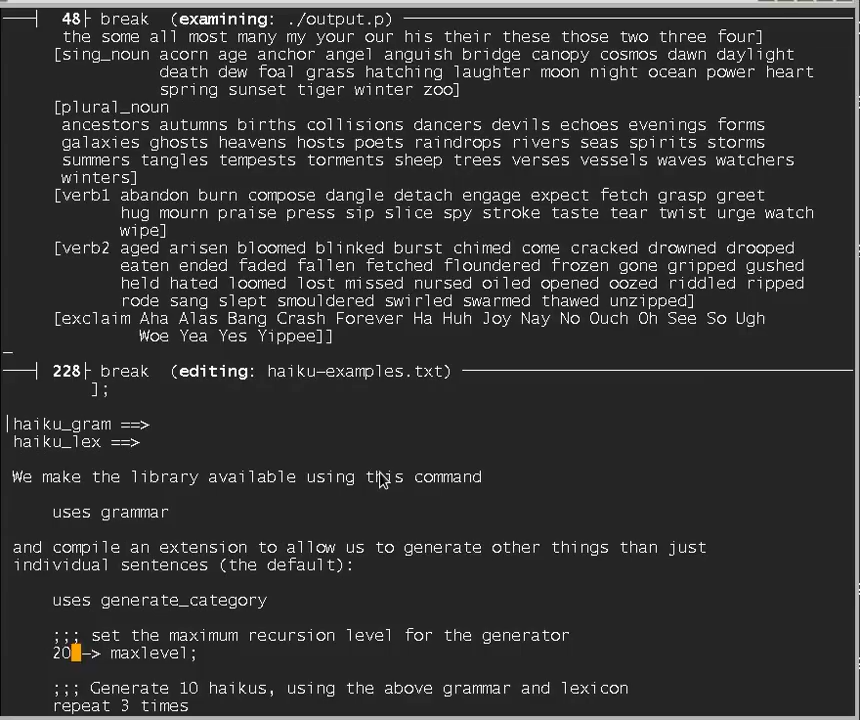 48 break (examining: ./output.p)
the some all most many my your our his their these those two three four]
[sing_noun acorn age anchor angel anguish bridge canopy cosmos dawn daylight
death dew foal grass hatching laughter moon night ocean power heart
spring sunset tiger winter zoo]
[plural_noun
ancestors autumns births collisions dancers devils echoes evenings forms
galaxies ghosts heavens hosts poets raindrops rivers seas spirits storms
summers tangles tempests torments sheep trees verses vessels waves watchers
winters]
[verb1 abandon burn compose dangle detach engage expect fetch grasp greet
hug mourn praise press sip slice spy stroke taste tear twist urge watch
wipe]
[verb2 aged arisen bloomed blinked burst chimed come cracked drowned drooped
eaten ended faded fallen fetched floundered frozen gone gripped gushed
held hated loomed lost missed nursed oiled opened oozed riddled ripped
rode sang slept smouldered swirled swarmed thawed unzipped]
[exclaim Aha Alas Bang Crash Forever Ha Huh Joy Nay No Ouch Oh See So Ugh
Woe Yea Yes Yippee]]
228 break (editing: haiku-examples.txt)
];
haiku_gram ==>
haiku_lex ==>
We make the library available using this command
uses grammar
and compile an extension to allow us to generate other things than just
individual sentences (the default):
uses generate_category
;;; set the maximum recursion level for the generator
20 -> maxlevel;
;;; Generate 10 haikus, using the above grammar and lexicon
repeat 3 times